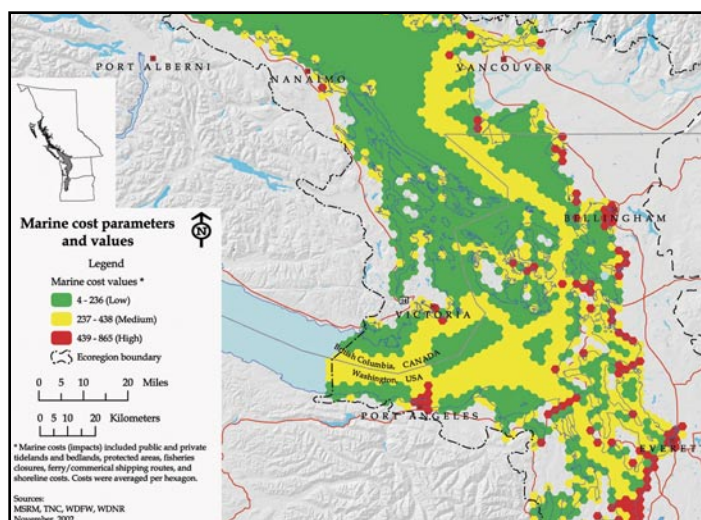 PORT ALBERNI
NANAIMO
VANCOUVER
BELLINGHAM
VICTORIA
British Columbia, CANADA
Washington, USA
PORT ANGELES
EVERET
N
Marine cost parameters
and values
Legend
Marine cost values *
4 - 236 (Low)
237 - 438 (Medium)
439 - 865 (High)
Ecoregion boundary
0 5 10 20 Miles
0 5 10 20 Kilometers
* Marine costs (impacts) included public and private
tidelands and bedlands, protected areas, fisheries
closures, ferry/commerical shipping routes, and
shoreline costs. Costs were averaged per hexagon.
Sources:
MSRM, TNC, WDFW, WDNR
November, 2002